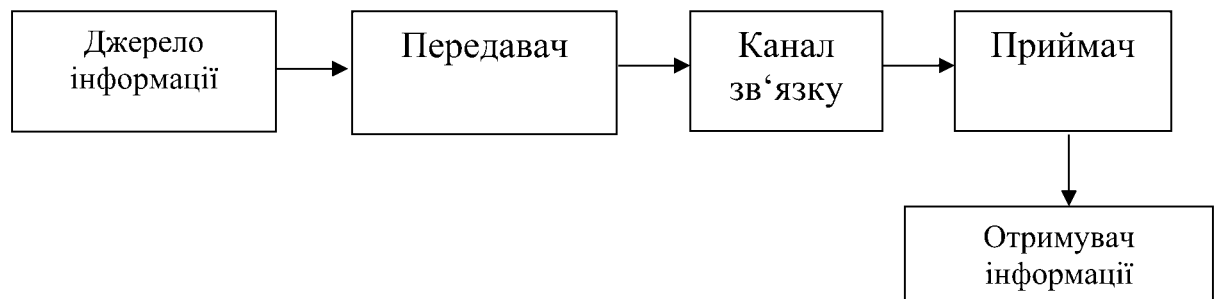 Джерело
інформації
Передавач
Канал
зв‘язку
Приймач
Отримувач
інформації